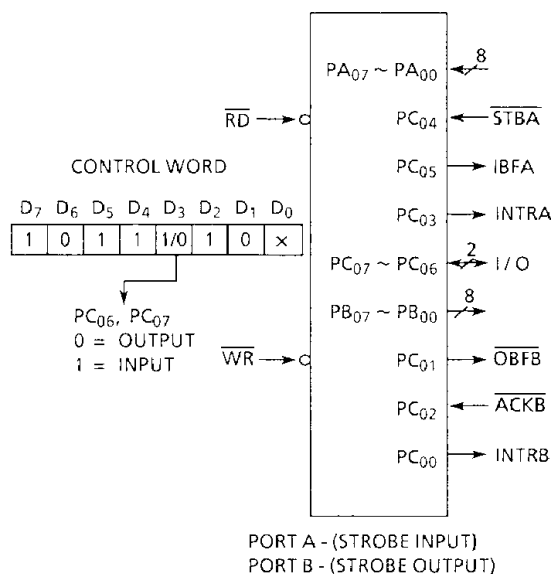 PA07 ~ PA00 8
RD PC04 STBA
CONTROL WORD PC05 IBFA
D7 D6 D5 D4 D3 D2 D1 D0 PC03 INTRA
1 0 1 1 1/0 1 0 × PC07 ~ PC06 2 I/O
PC06, PC07 PB07 ~ PB00 8
0 = OUTPUT
1 = INPUT WR PC01 OBFB
PC02 ACKB
PC00 INTRB
PORT A - (STROBE INPUT)
PORT B - (STROBE OUTPUT)